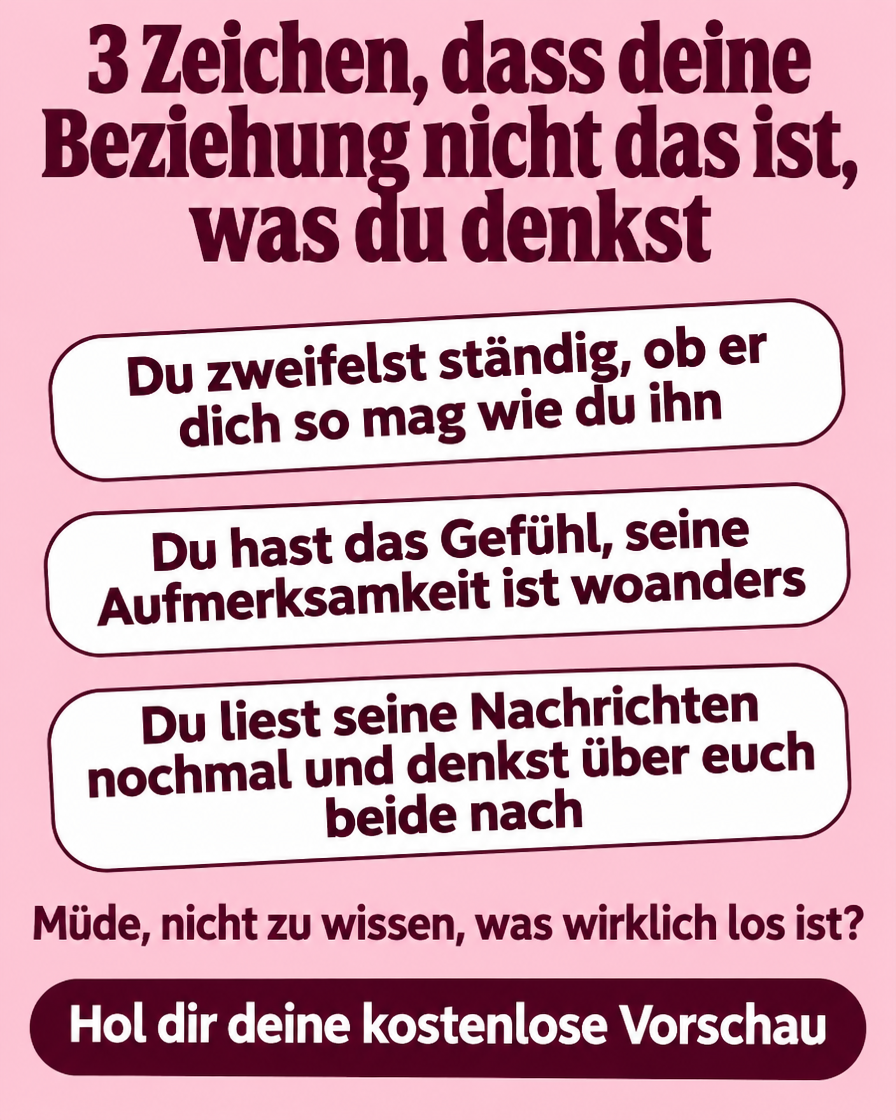 3 Zeichen, dass deine
Beziehung nicht das ist,
was du denkst
Du zweifelst ständig, ob er
dich so mag wie du ihn
Du hast das Gefühl, seine
Aufmerksamkeit ist woanders
Du liest seine Nachrichten
nochmal und denkst über euch
beide nach
Müde, nicht zu wissen, was wirklich los ist?
Hol dir deine kostenlose Vorschau